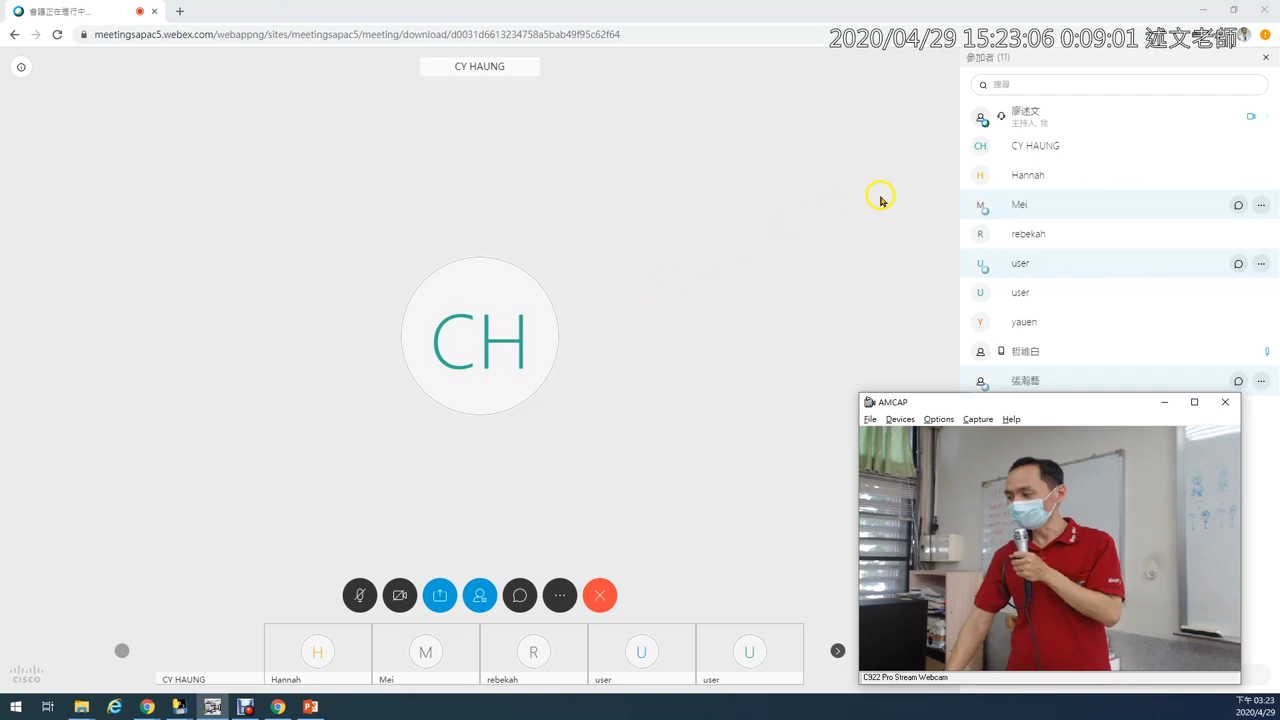 會議正在進行中...
meetingsapac5.webex.com/webappng/sites/meetingsapac5/meeting/download/d0031d6613234758a5bab49f95c62f64
2020/04/29 15:23:06 0:09:01 述文老師
CY HAUNG
參加者 (11)
搜尋
廖述文
主持人, 我
CH CY HAUNG
H Hannah
M Mei
R rebekah
U user
U user
Y yauen
哲維白
張瀚藝
CH
AMCAP
File Devices Options Capture Help
C922 Pro Stream Webcam
H M R U U
CY HAUNG Hannah Mei rebekah user user
CISCO
下午 03:23
2020/4/29